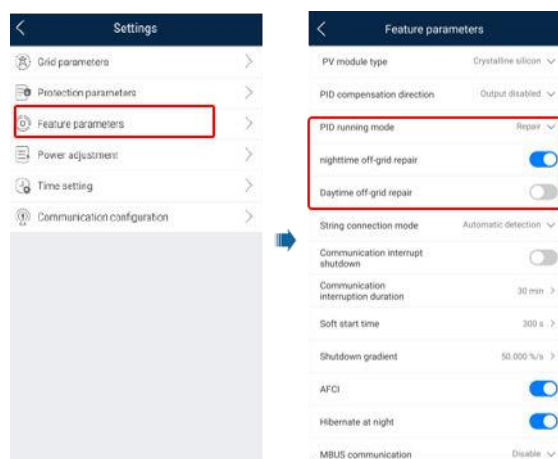 Settings
Grid parameters
Protection parameters
Feature parameters
Power adjustment
Time setting
Communication configuration
Feature parameters
PV module type Crystalline silicon
PID compensation direction Output disabled
PID running mode Repair
nighttime off-grid repair
Daytime off-grid repair
String connection mode Automatic detection
Communication interrupt
shutdown
Communication
interruption duration 30 min
Soft start time 300 s
Shutdown gradient 50.000 %/s
AFCI
Hibernate at night
MBUS communication Disable